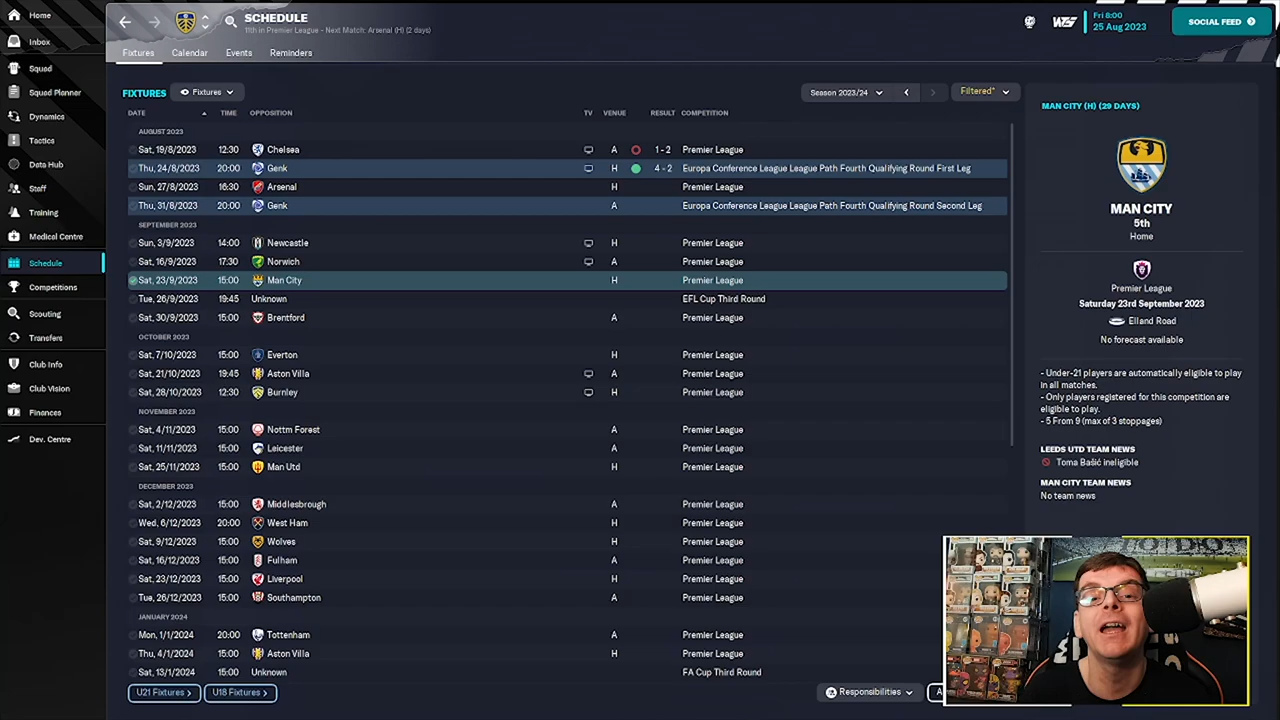 Home
Inbox
Squad
Squad Planner
Dynamics
Tactics
Data Hub
Staff
Training
Medical Centre
Schedule
Competitions
Scouting
Transfers
Club Info
Club Vision
Finances
Dev. Centre
SCHEDULE
11th in Premier League - Next Match: Arsenal (H) (2 days)
Fri 8:00
25 Aug 2023
SOCIAL FEED
Fixtures Calendar Events Reminders
FIXTURES Fixtures Season 2023/24 Filtered*
DATE TIME OPPOSITION TV VENUE RESULT COMPETITION
AUGUST 2023
Sat, 19/8/2023 12:30 Chelsea A 1 - 2 Premier League
Thu, 24/8/2023 20:00 Genk H 4 - 2 Europa Conference League League Path Fourth Qualifying Round First Leg
Sun, 27/8/2023 16:30 Arsenal H Premier League
Thu, 31/8/2023 20:00 Genk A Europa Conference League League Path Fourth Qualifying Round Second Leg
SEPTEMBER 2023
Sun, 3/9/2023 14:00 Newcastle H Premier League
Sat, 16/9/2023 17:30 Norwich A Premier League
Sat, 23/9/2023 15:00 Man City H Premier League
Tue, 26/9/2023 19:45 Unknown EFL Cup Third Round
Sat, 30/9/2023 15:00 Brentford A Premier League
OCTOBER 2023
Sat, 7/10/2023 15:00 Everton H Premier League
Sat, 21/10/2023 19:45 Aston Villa A Premier League
Sat, 28/10/2023 12:30 Burnley H Premier League
NOVEMBER 2023
Sat, 4/11/2023 15:00 Nottm Forest A Premier League
Sat, 11/11/2023 15:00 Leicester A Premier League
Sat, 25/11/2023 15:00 Man Utd H Premier League
DECEMBER 2023
Sat, 2/12/2023 15:00 Middlesbrough A Premier League
Wed, 6/12/2023 20:00 West Ham H Premier League
Sat, 9/12/2023 15:00 Wolves H Premier League
Sat, 16/12/2023 15:00 Fulham A Premier League
Sat, 23/12/2023 15:00 Liverpool H Premier League
Tue, 26/12/2023 15:00 Southampton A Premier League
JANUARY 2024
Mon, 1/1/2024 20:00 Tottenham A Premier League
Thu, 4/1/2024 15:00 Aston Villa H Premier League
Sat, 13/1/2024 15:00 Unknown FA Cup Third Round
U21 Fixtures U18 Fixtures Responsibilities
MAN CITY (H) (29 DAYS)
MAN CITY
5th
Home
Premier League
Saturday 23rd September 2023
Elland Road
No forecast available
- Under-21 players are automatically eligible to play
in all matches.
- Only players registered for this competition are
eligible to play.
- 5 From 9 (max of 3 stoppages)
LEEDS UTD TEAM NEWS
Toma Bašić ineligible
MAN CITY TEAM NEWS
No team news